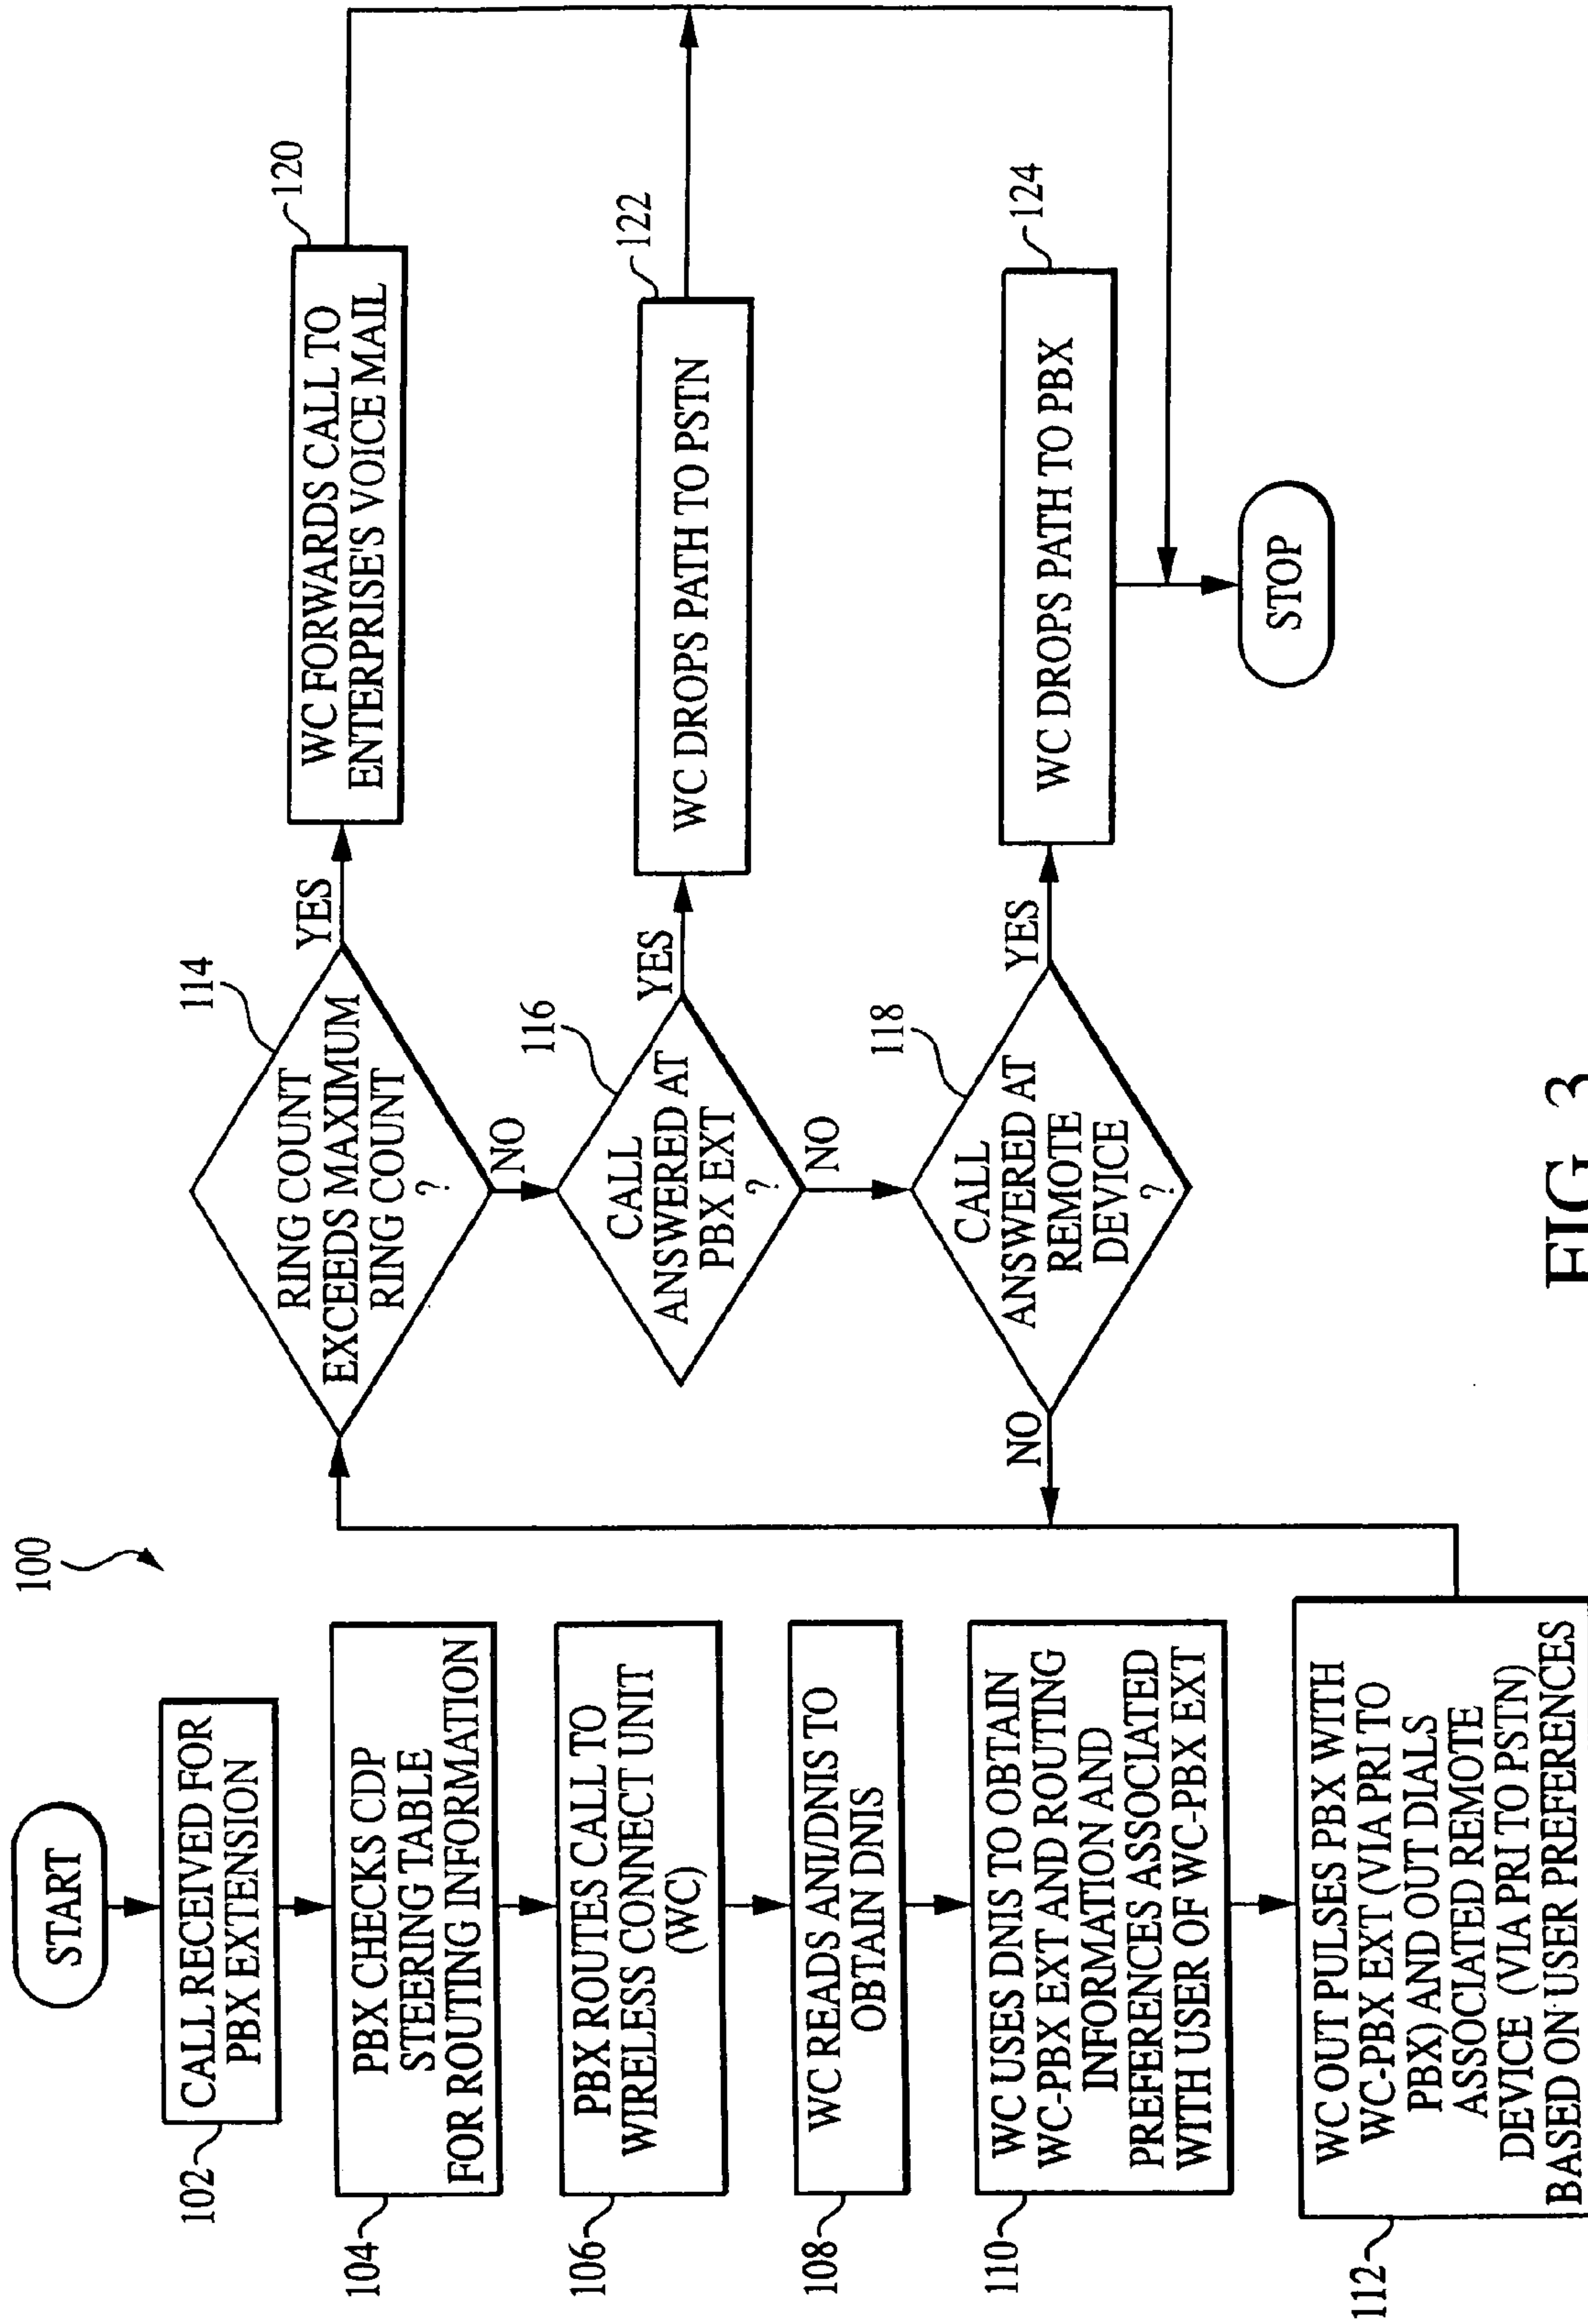 100
START
102
CALL RECEIVED FOR
PBX EXTENSION
104
PBX CHECKS CDP
STEERING TABLE
FOR ROUTING INFORMATION
106
PBX ROUTES CALL TO
WIRELESS CONNECT UNIT
(WC)
108
WC READS ANI/DNIS TO
OBTAIN DNIS
110
WC USES DNIS TO OBTAIN
WC-PBX EXT AND ROUTING
INFORMATION AND
PREFERENCES ASSOCIATED
WITH USER OF WC-PBX EXT
112
WC OUT PULSES PBX WITH
WC-PBX EXT (VIA PRI TO
PBX) AND OUT DIALS
ASSOCIATED REMOTE
DEVICE (VIA PRI TO PSTN)
BASED ON USER PREFERENCES
114
RING COUNT
EXCEEDS MAXIMUM
RING COUNT
?
YES
NO
120
WC FORWARDS CALL TO
ENTERPRISE'S VOICE MAIL
116
CALL
ANSWERED AT
PBX EXT
?
YES
NO
122
WC DROPS PATH TO PSTN
118
CALL
ANSWERED AT
REMOTE
DEVICE
?
YES
NO
124
WC DROPS PATH TO PBX
STOP
FIG. 3